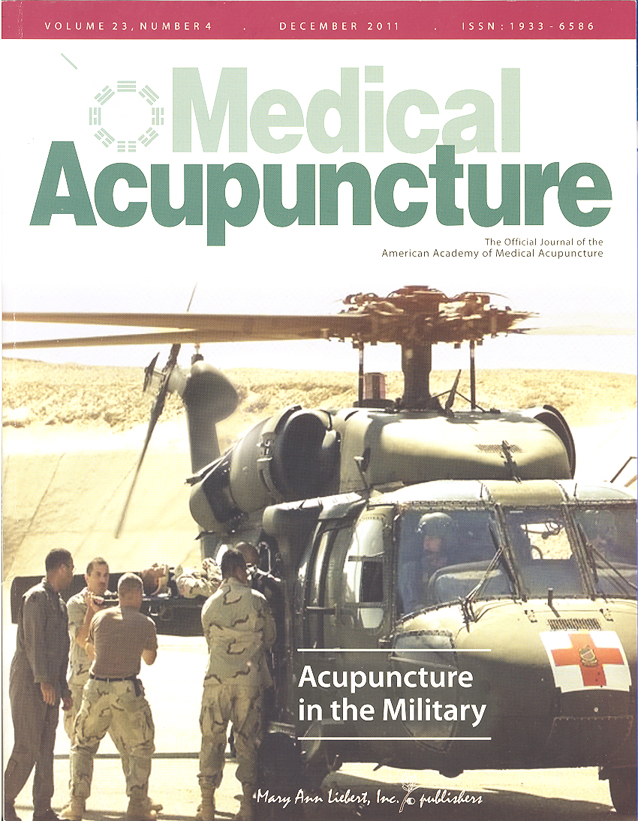 VOLUME 23, NUMBER 4 . DECEMBER 2011 . ISSN: 1933-6586
Medical
Acupuncture
The Official Journal of the
American Academy of Medical Acupuncture
Acupuncture
in the Military
Mary Ann Liebert, Inc. publishers